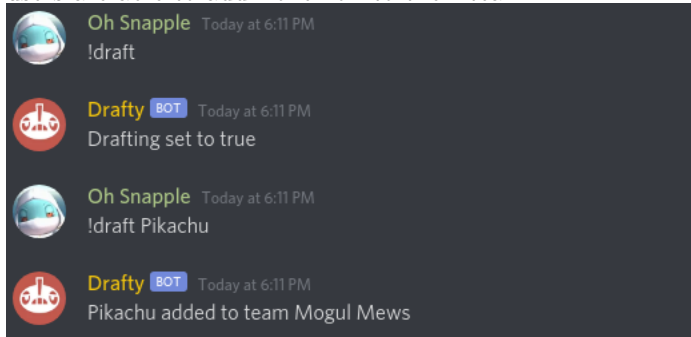 Oh Snapple Today at 6:11 PM
!draft
Drafty BOT Today at 6:11 PM
Drafting set to true
Oh Snapple Today at 6:11 PM
!draft Pikachu
Drafty BOT Today at 6:11 PM
Pikachu added to team Mogul Mews